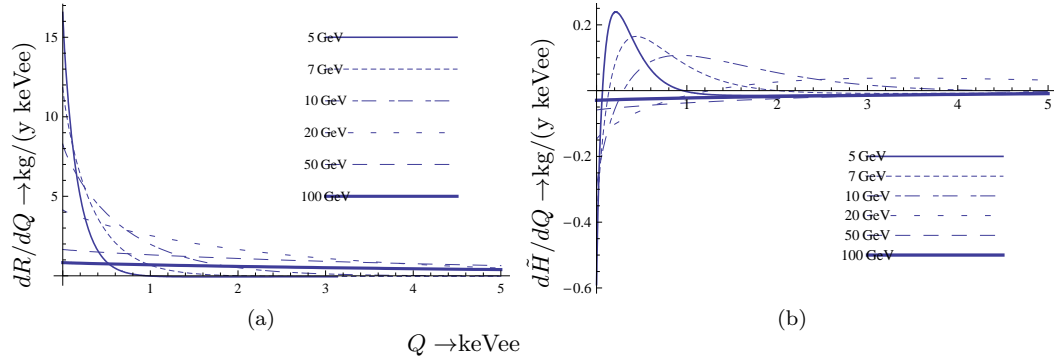 dR/dQ →kg/(y keVee)
15
10
5
5 GeV
7 GeV
10 GeV
20 GeV
50 GeV
100 GeV
1 2 3 4 5
(a)
dH̃/dQ →kg/(y keVee)
0.2
−0.2
−0.4
−0.6
1 2 3 4 5
5 GeV
7 GeV
10 GeV
20 GeV
50 GeV
100 GeV
(b)
Q →keVee